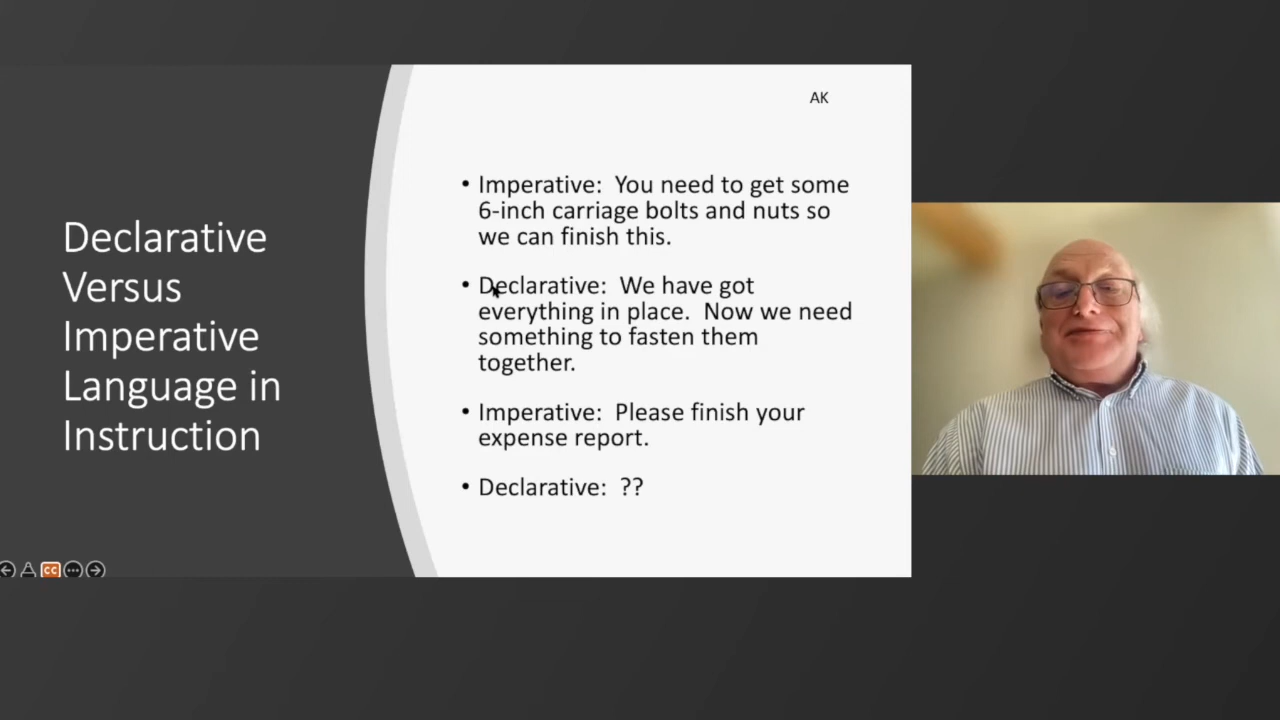 Declarative
Versus
Imperative
Language in
Instruction
AK
• Imperative:  You need to get some
6-inch carriage bolts and nuts so
we can finish this.
• Declarative:  We have got
everything in place.  Now we need
something to fasten them
together.
• Imperative:  Please finish your
expense report.
• Declarative:  ??
CC